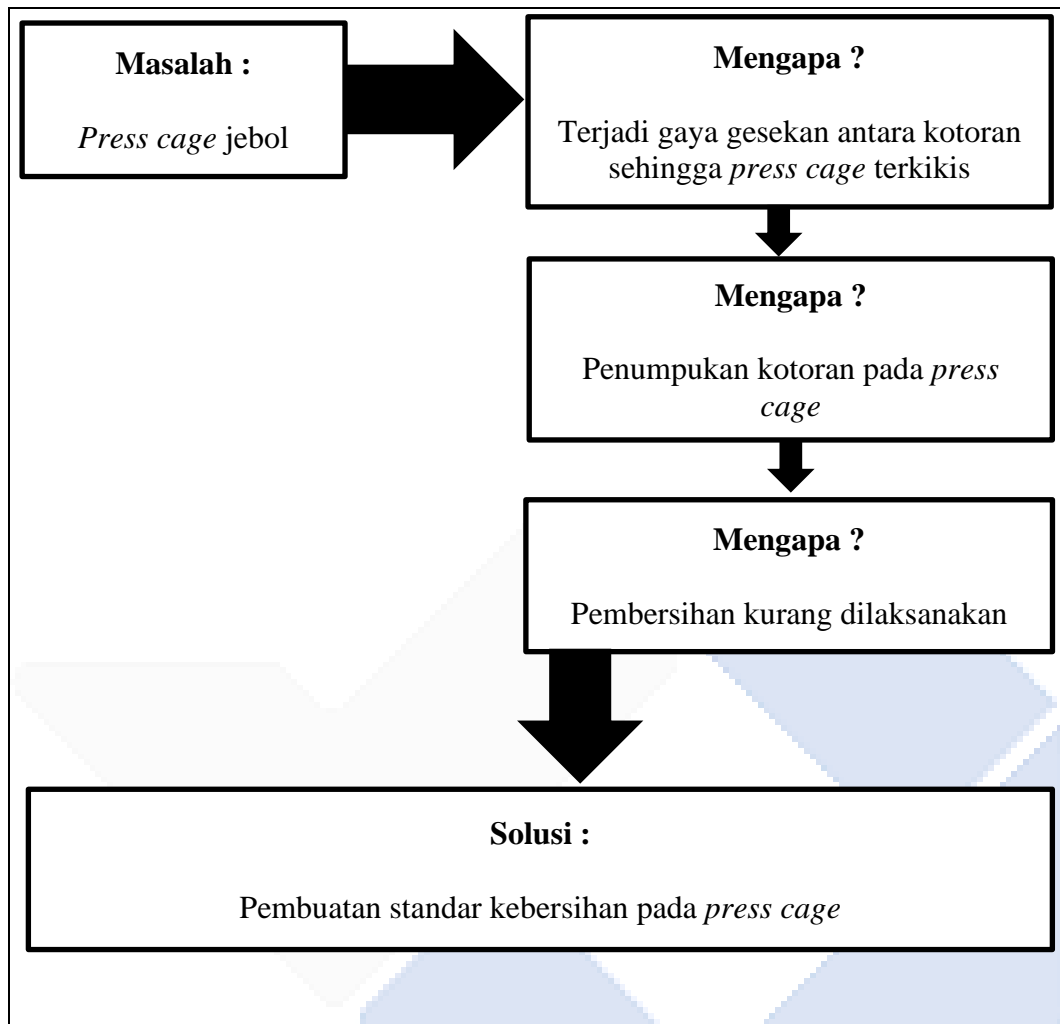 Masalah :
Press cage jebol
Mengapa ?
Terjadi gaya gesekan antara kotoran
sehingga press cage terkikis
Mengapa ?
Penumpukan kotoran pada press
cage
Mengapa ?
Pembersihan kurang dilaksanakan
Solusi :
Pembuatan standar kebersihan pada press cage